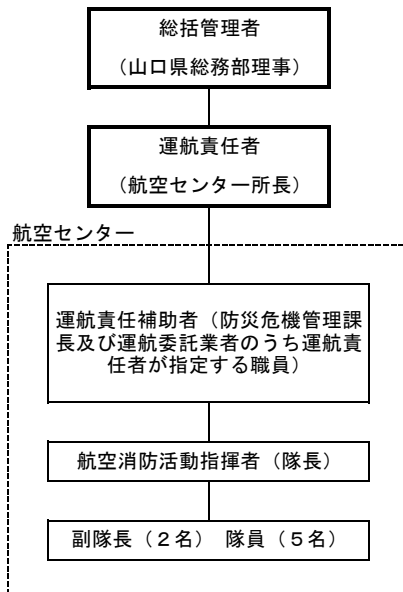 総括管理者
（山口県総務部理事）
運航責任者
（航空センター所長）
航空センター
運航責任補助者（防災危機管理課
長及び運航委託業者のうち運航責
任者が指定する職員）
航空消防活動指揮者（隊長）
副隊長（２名）　隊員（５名）